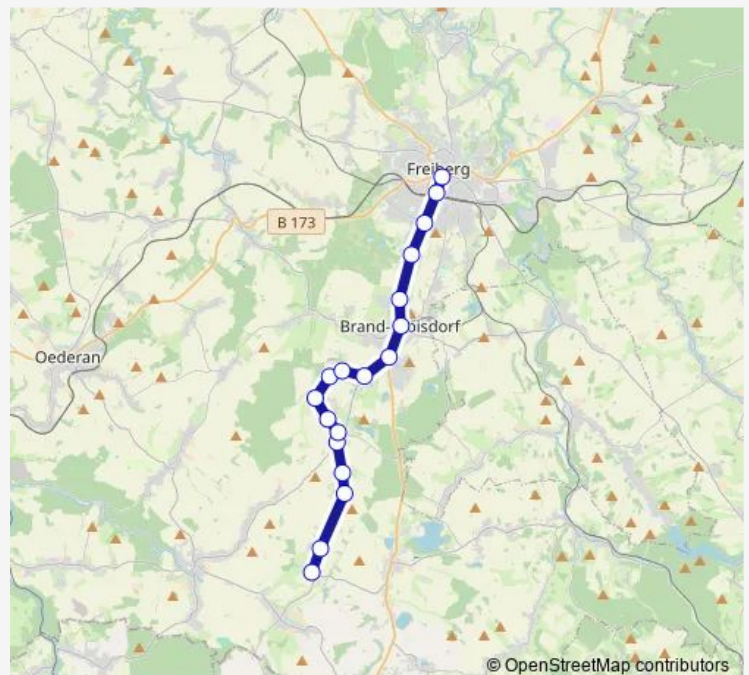 Freiberg
B 173
Brand-Erbisdorf
Oederan
© OpenStreetMap contributors